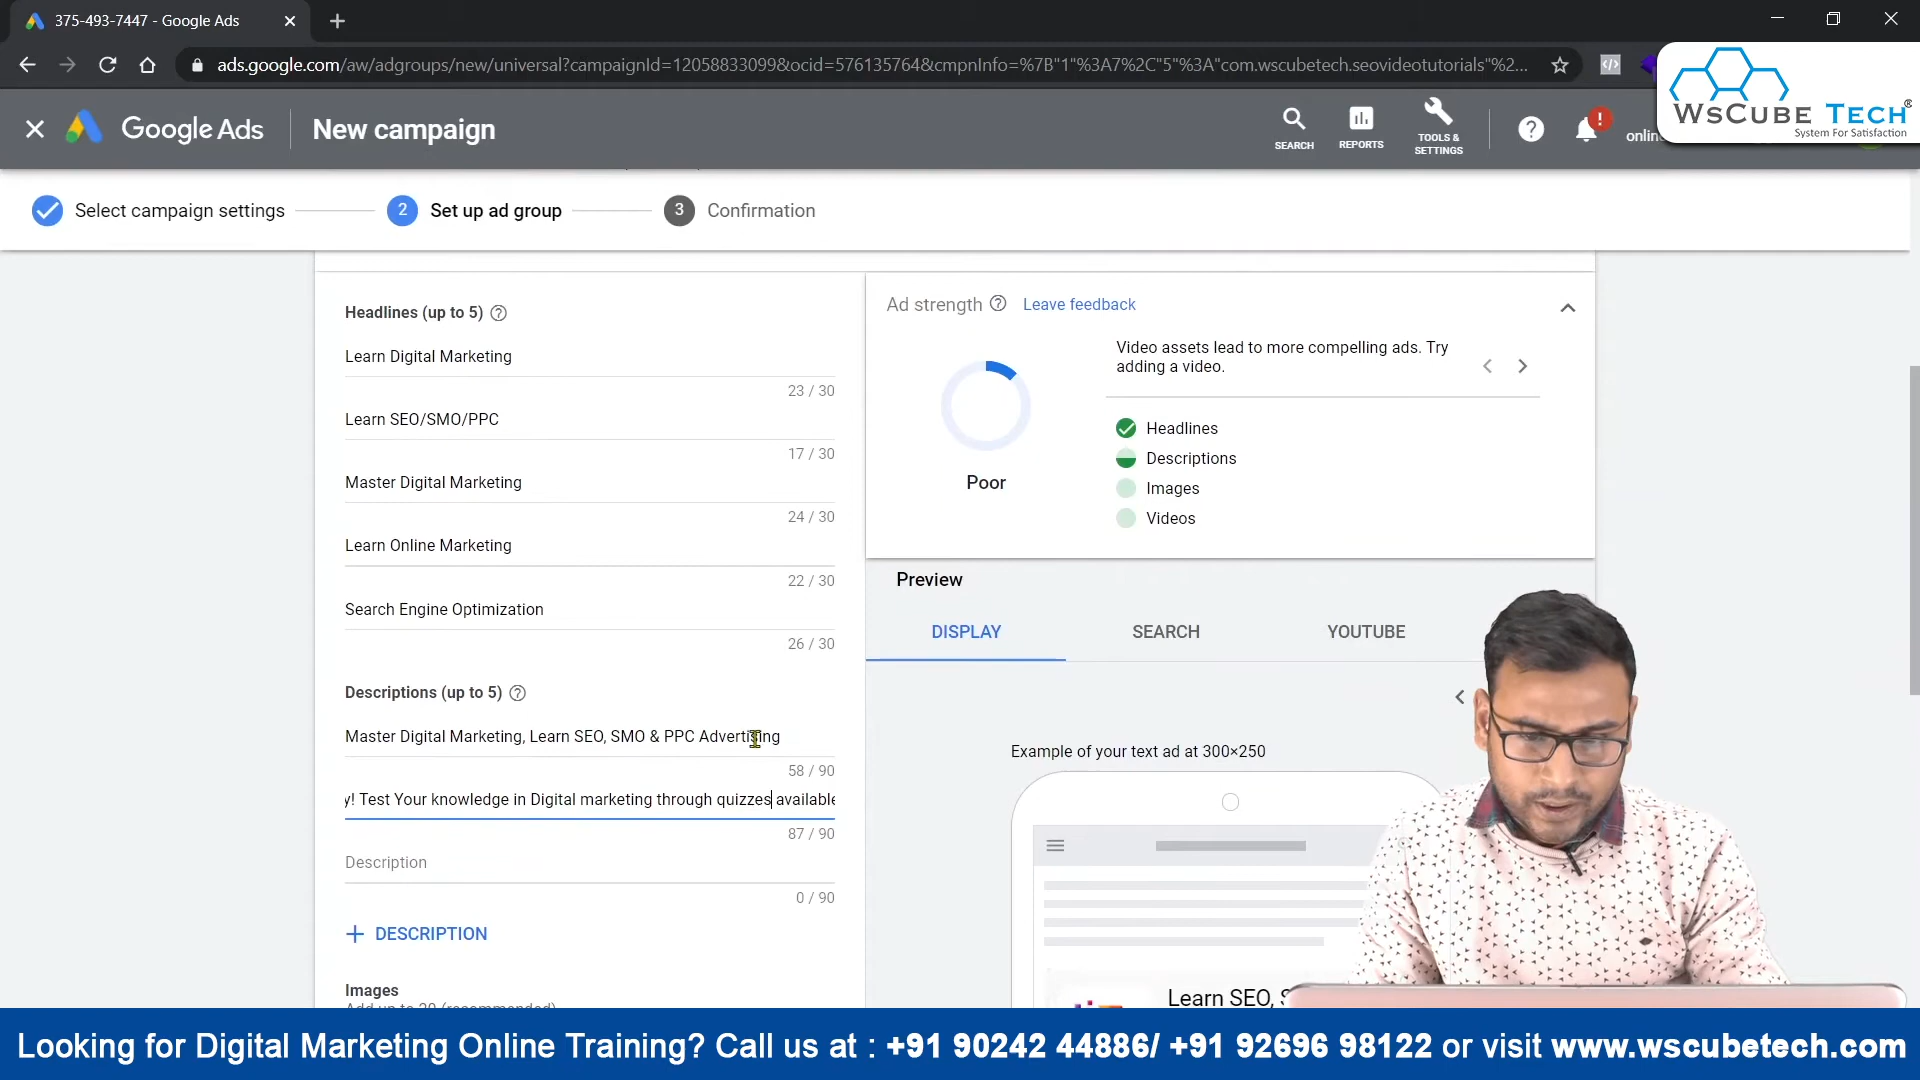 375-493-7447 - Google Ads
ads.google.com/aw/adgroups/new/universal?campaignId=12058833099&ocid=576135764&cmpnInfo=%7B"1"%3A7%2C"5"%3A"com.wscubetech.seovideotutorials"%2...
WsCube Tech®
System For Satisfaction
Google Ads
New campaign
SEARCH
REPORTS
TOOLS &
SETTINGS
?
!
Select campaign settings
2 Set up ad group
3 Confirmation
Headlines (up to 5)
Learn Digital Marketing
23 / 30
Learn SEO/SMO/PPC
17 / 30
Master Digital Marketing
24 / 30
Learn Online Marketing
22 / 30
Search Engine Optimization
26 / 30
Descriptions (up to 5)
Master Digital Marketing, Learn SEO, SMO & PPC Advertising
58 / 90
y! Test Your knowledge in Digital marketing through quizzes available
87 / 90
Description
0 / 90
+ DESCRIPTION
Images
Ad strength
Leave feedback
Video assets lead to more compelling ads. Try
adding a video.
Poor
Headlines
Descriptions
Images
Videos
Preview
DISPLAY
SEARCH
YOUTUBE
Example of your text ad at 300×250
Learn SEO,
Looking for Digital Marketing Online Training? Call us at : +91 90242 44886/ +91 92696 98122 or visit www.wscubetech.com